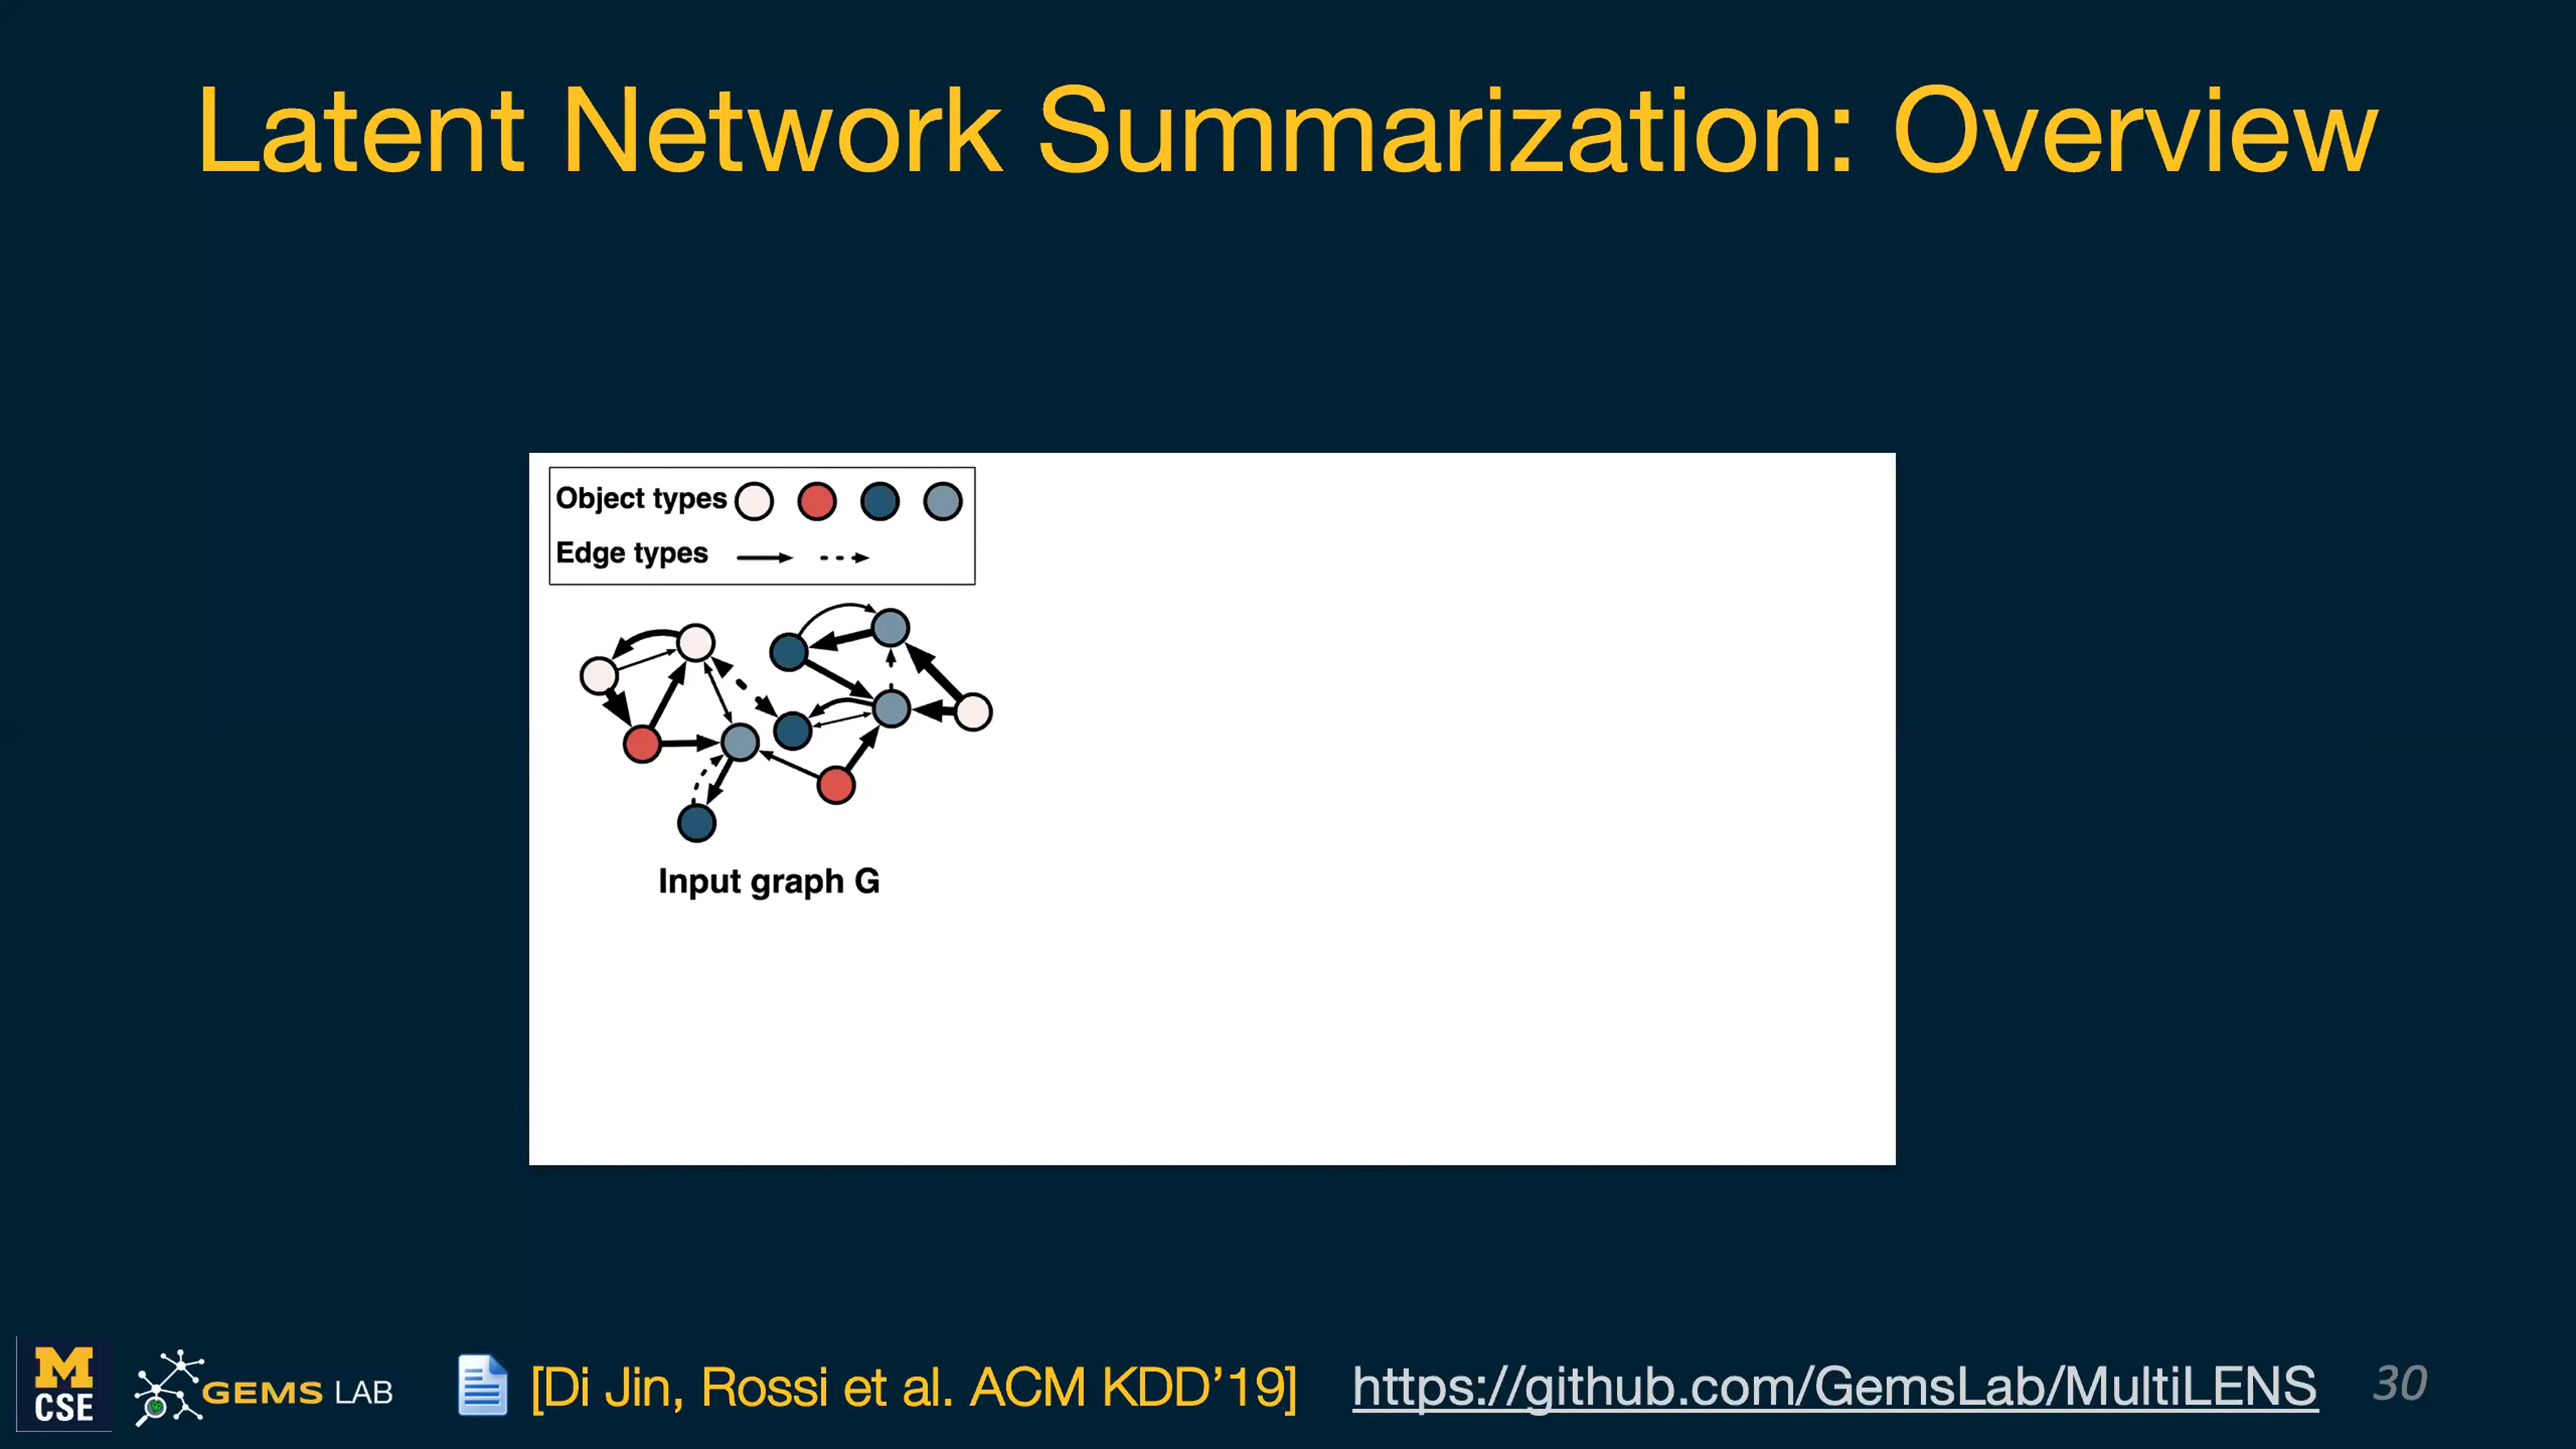 Latent Network Summarization: Overview
Object types
Edge types
Input graph G
M
CSE
GEMS LAB
[Di Jin, Rossi et al. ACM KDD’19]
https://github.com/GemsLab/MultiLENS
30